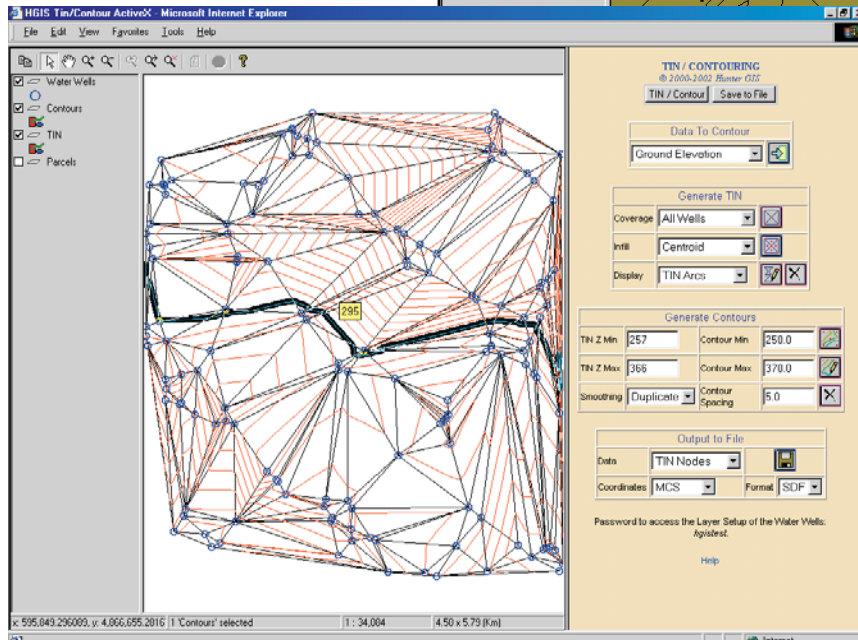 HGIS Tin/Contour ActiveX - Microsoft Internet Explorer
File Edit View Favorites Tools Help
Water Wells
Contours
TIN
Parcels
295
TIN / CONTOURING
© 2000-2002 Hunter GIS
TIN / Contour Save to File
Data To Contour
Ground Elevation
Generate TIN
Coverage All Wells
Infill Centroid
Display TIN Arcs
Generate Contours
TIN Z Min 257 Contour Min 250.0
TIN Z Max 366 Contour Max 370.0
Smoothing Duplicate Contour Spacing 5.0
Output to File
Data TIN Nodes
Coordinates MCS Format SDF
Password to access the Layer Setup of the Water Wells:
hgistest.
Help
x: 595,849.296089, y: 4,866,655.2816 1 'Contours' selected 1 : 34,084 4.50 x 5.79 (Km)
Internet